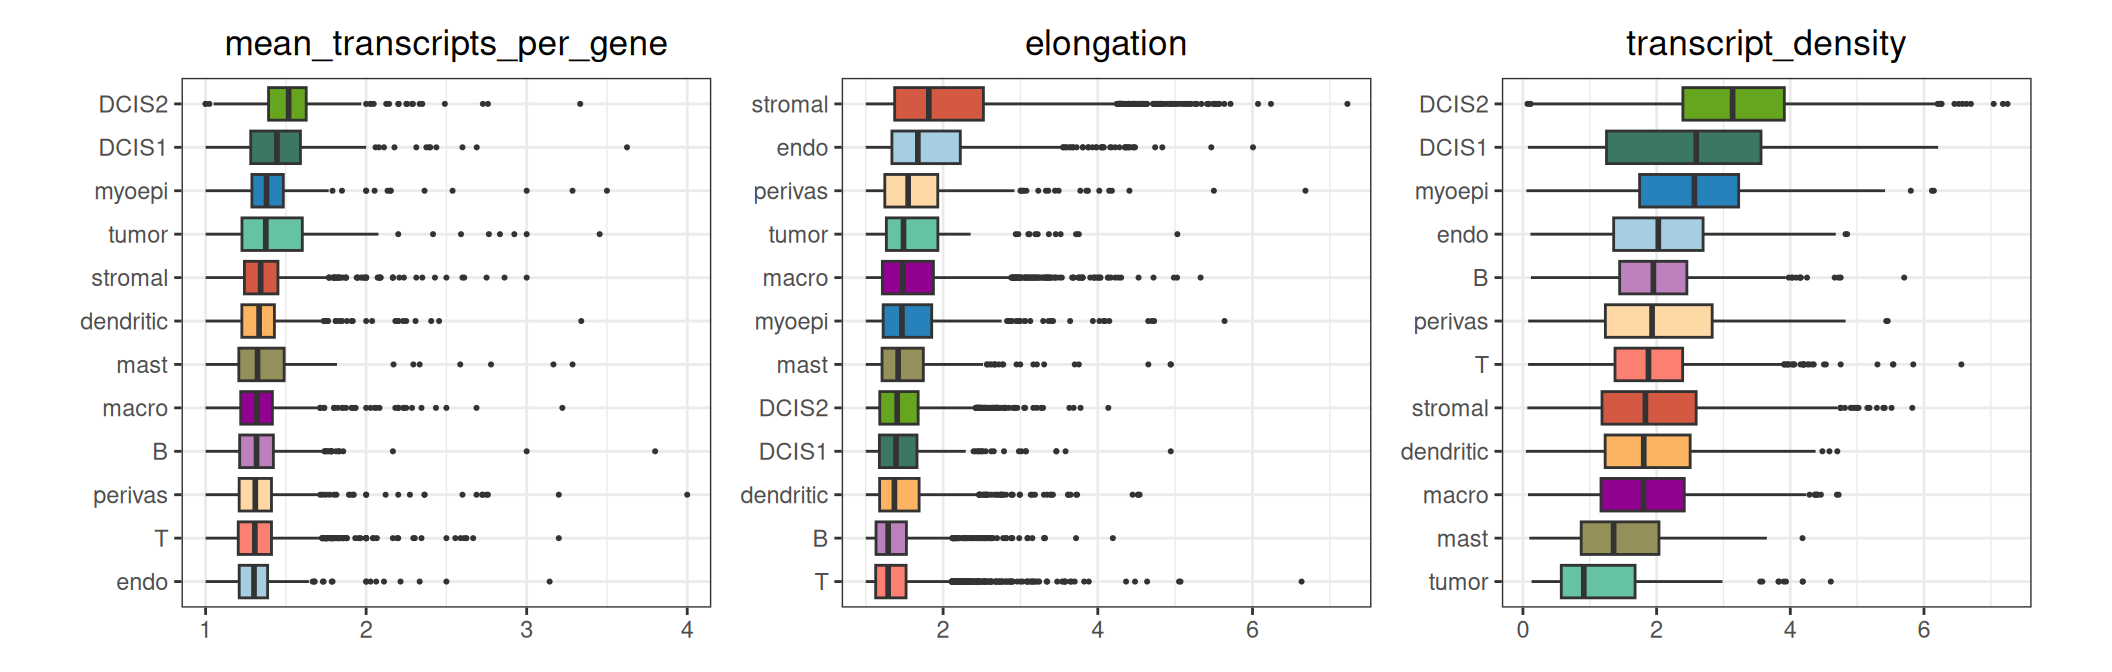 mean_transcripts_per_gene
DCIS2
DCIS1
myoepi
tumor
stromal
dendritic
mast
macro
B
perivas
T
endo
1 2 3 4
elongation
stromal
endo
perivas
tumor
macro
myoepi
mast
DCIS2
DCIS1
dendritic
B
T
2 4 6
transcript_density
DCIS2
DCIS1
myoepi
endo
B
perivas
T
stromal
dendritic
macro
mast
tumor
0 2 4 6